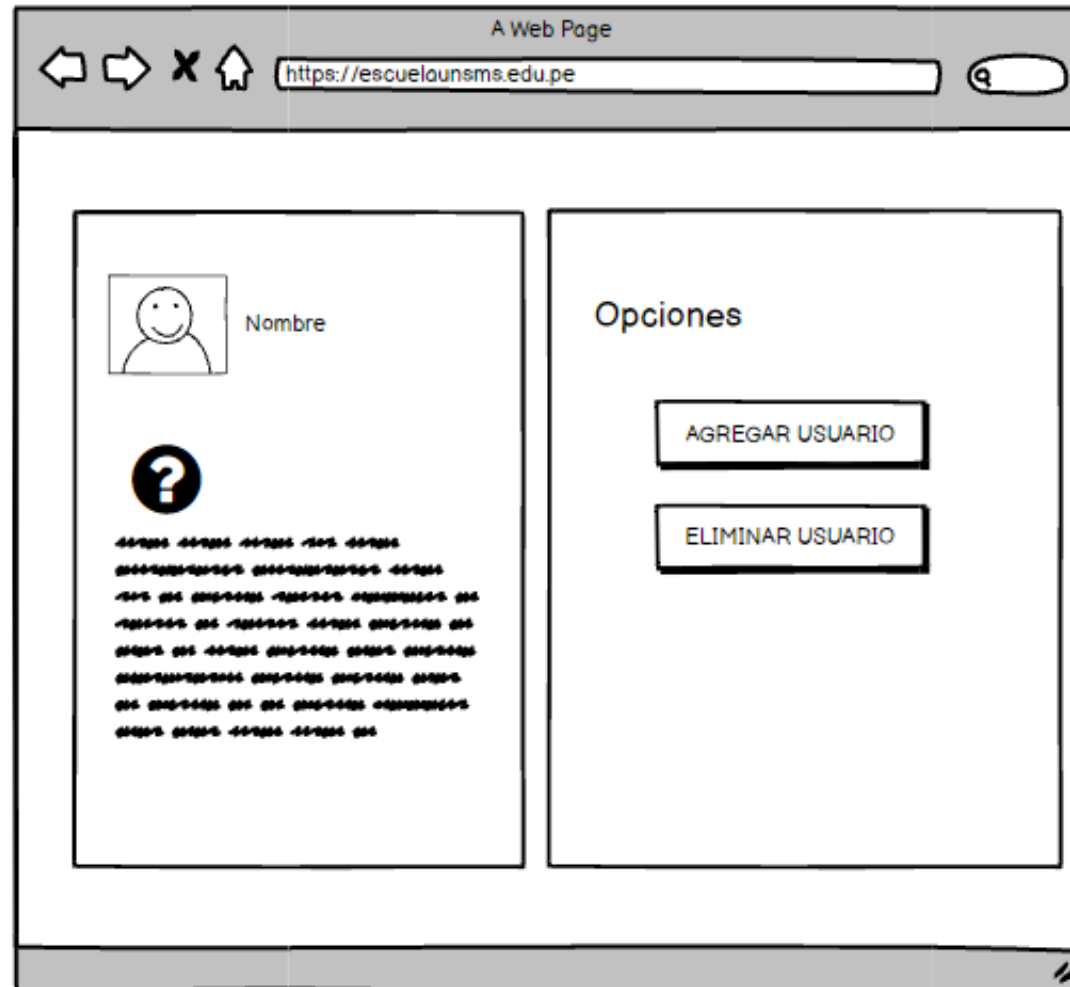 A Web Page
https://escuelaunsms.edu.pe
Nombre
?
Opciones
AGREGAR USUARIO
ELIMINAR USUARIO